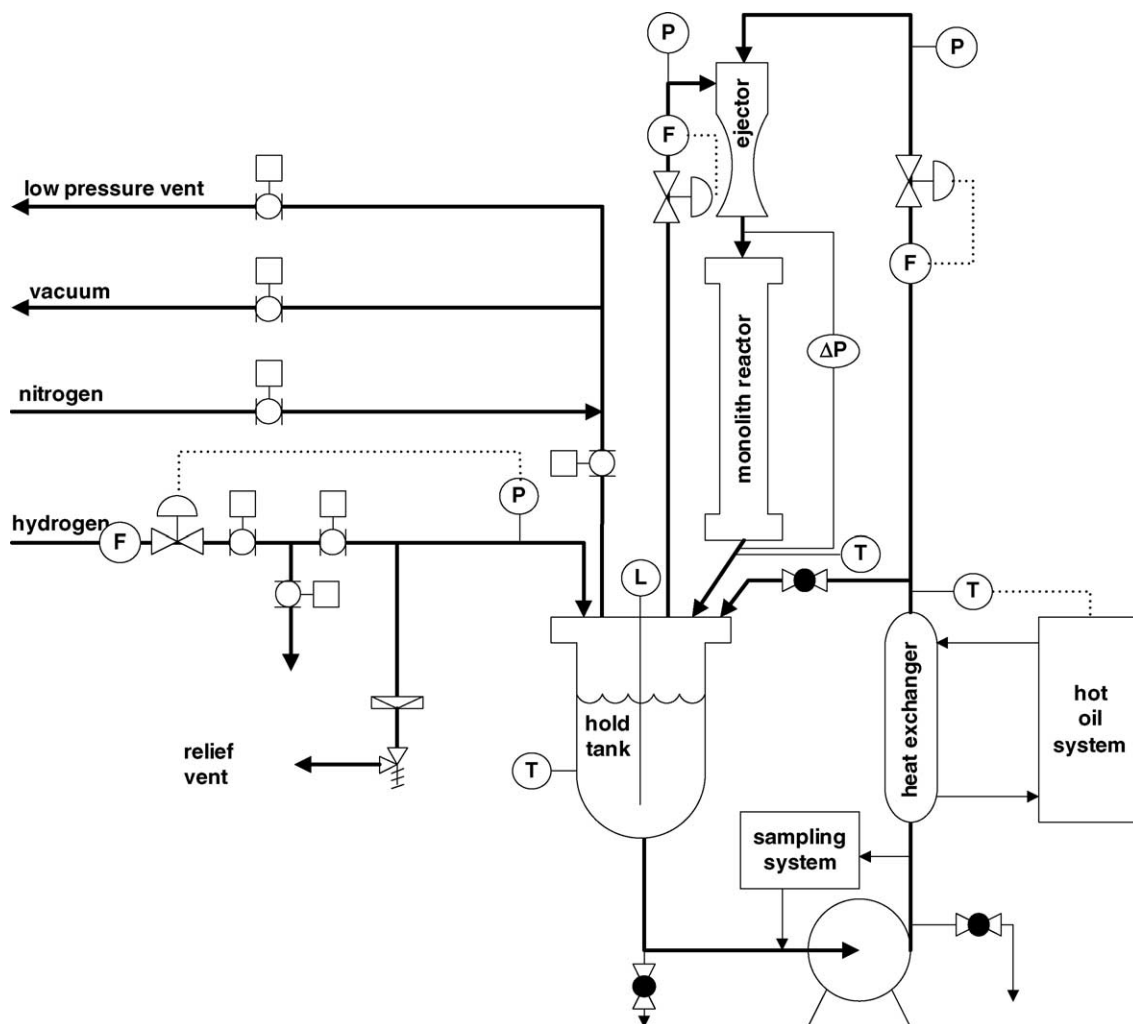 P
P
ejector
F
low pressure vent
F
vacuum
ΔP
nitrogen
monolith reactor
P
hydrogen
F
T
L
T
heat exchanger
hot
oil
system
hold
tank
relief
vent
T
sampling
system